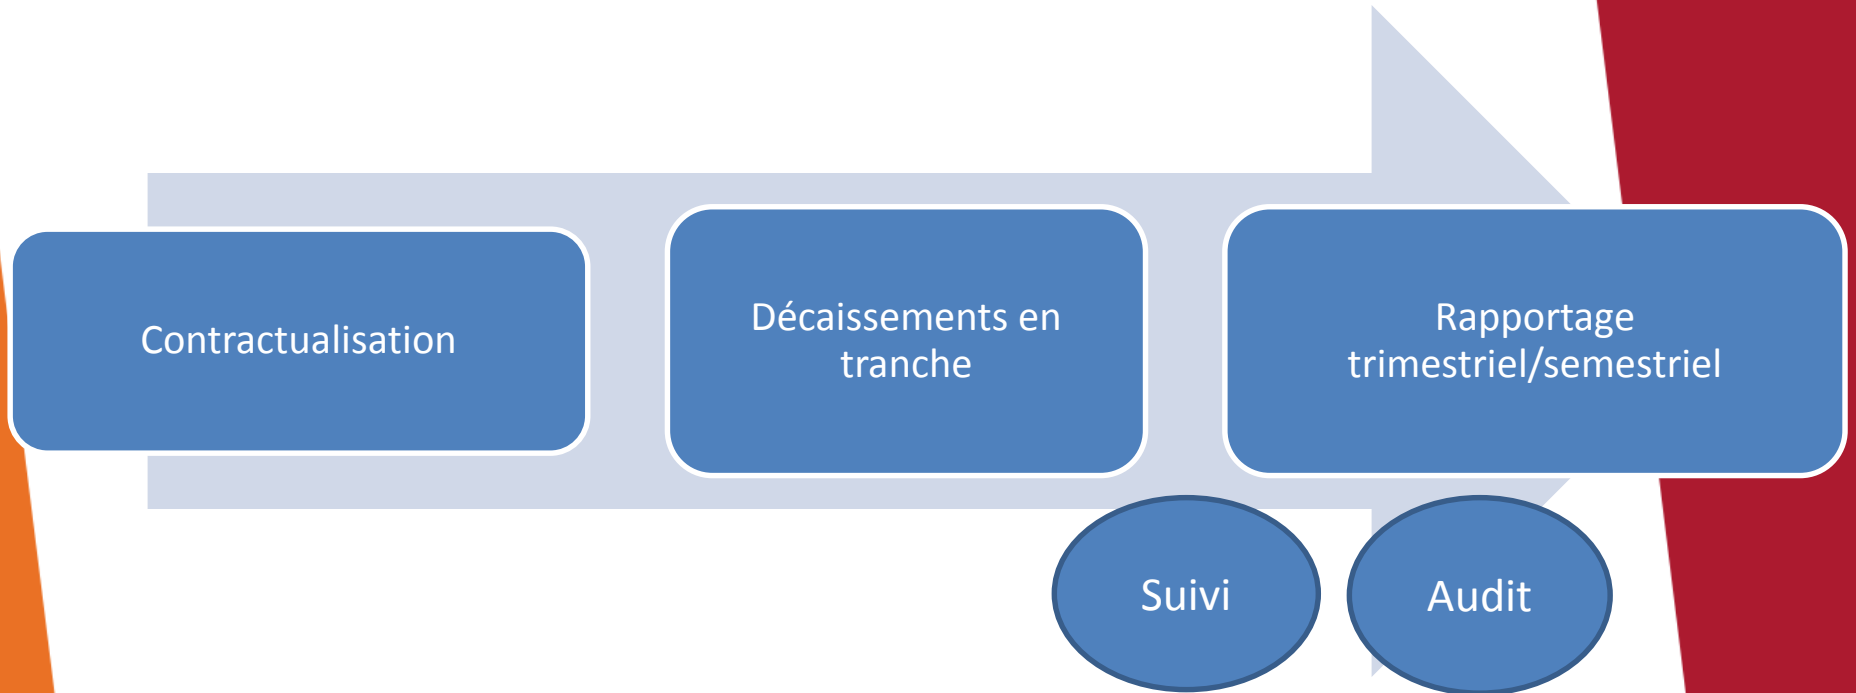 Contractualisation
Décaissements en
tranche
Rapportage
trimestriel/semestriel
Suivi
Audit